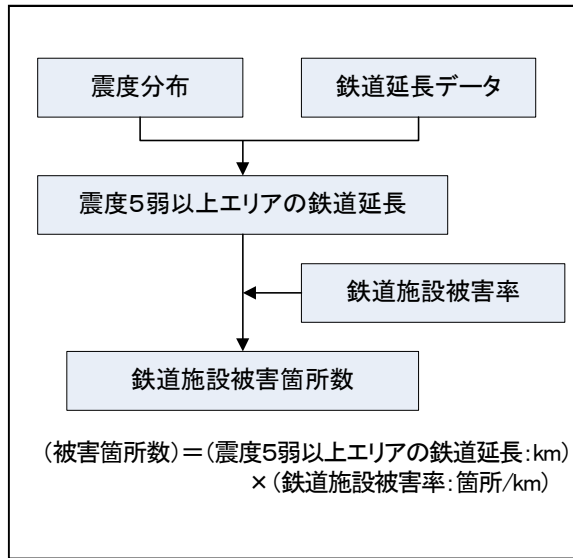 震度分布
鉄道延長データ
震度5弱以上エリアの鉄道延長
鉄道施設被害率
鉄道施設被害箇所数
(被害箇所数)=(震度5弱以上エリアの鉄道延長:km)
×(鉄道施設被害率:箇所/km)